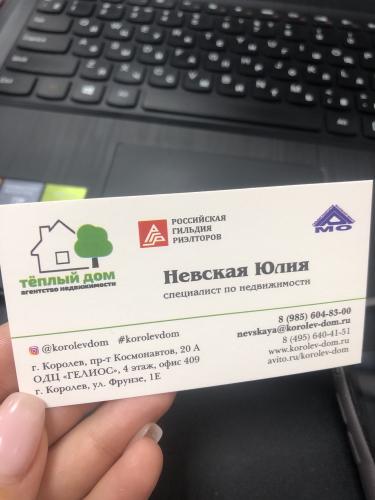 ТЁПЛЫЙ ДОМ
агентство недвижимости
РОССИЙСКАЯ
ГИЛЬДИЯ
РИЭЛТОРОВ
МО
Невская Юлия
специалист по недвижимости
@korolevdom #korolevdom
г. Королев, пр-т Космонавтов, 20 А
ОДЦ «ГЕЛИОС», 4 этаж, офис 409
г. Королев, ул. Фрунзе, 1Е
8 (985) 604-83-00
nevskaya@korolev-dom.ru
8 (495) 640-41-51
www.korolev-dom.ru
avito.ru/korolev-dom